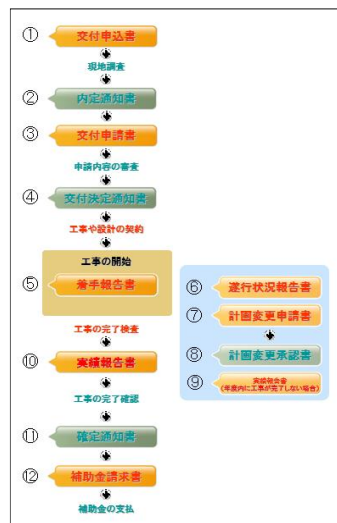 ① 交付申込書
現地調査
② 内定通知書
③ 交付申請書
申請内容の審査
④ 交付決定通知書
工事や設計の契約
工事の開始
⑤ 着手報告書
工事の完了検査
⑩ 実績報告書
工事の完了確認
⑪ 確定通知書
⑫ 補助金請求書
補助金の支払
⑥ 遂行状況報告書
⑦ 計画変更申請書
⑧ 計画変更承認書
⑨ 実績報告書
(年度内に工事が完了しない場合)